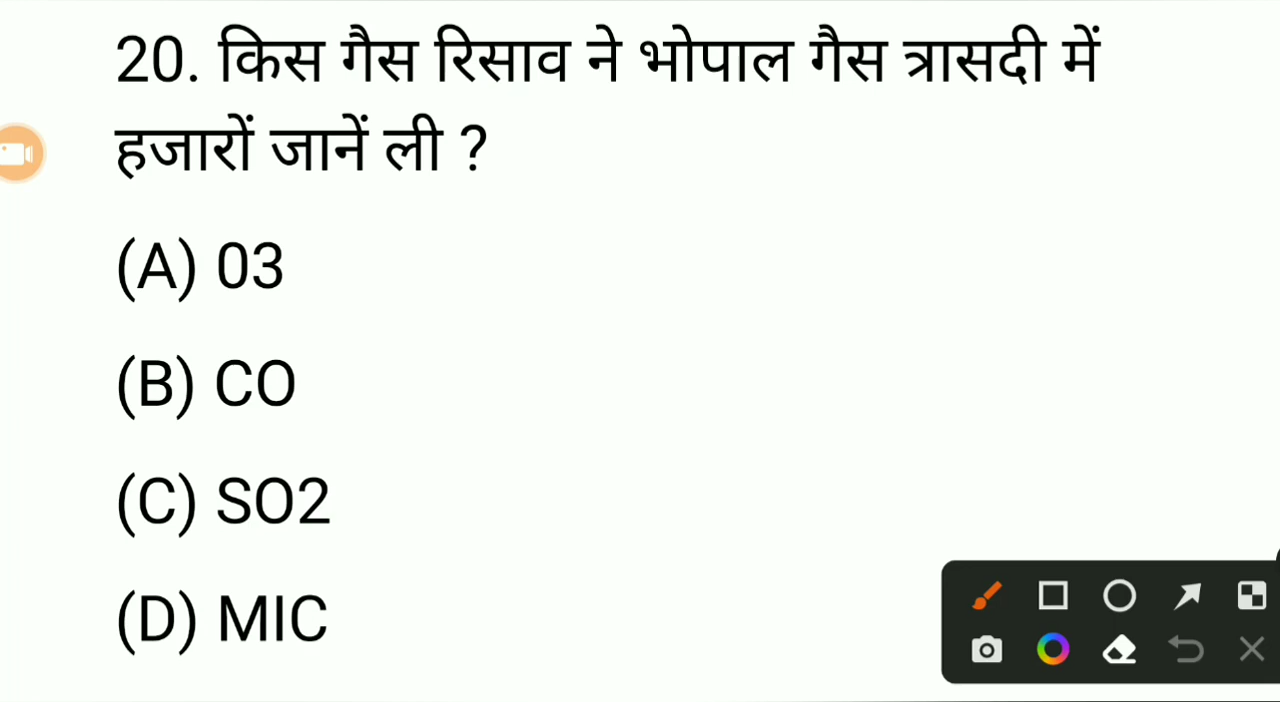 20. किस गैस रिसाव ने भोपाल गैस त्रासदी में
हजारों जानें ली ?
(A) 03
(B) CO
(C) SO2
(D) MIC